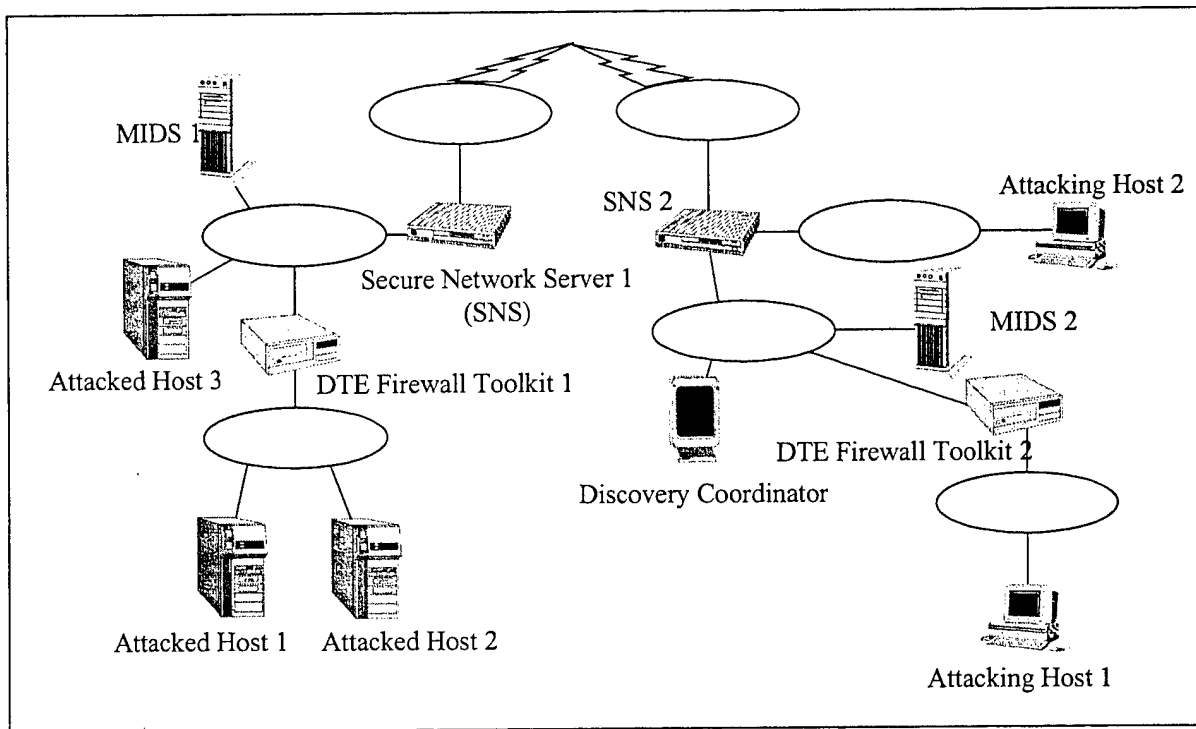 MIDS 1
SNS 2
Attacking Host 2
Secure Network Server 1
(SNS)
MIDS 2
Attacked Host 3
DTE Firewall Toolkit 1
DTE Firewall Toolkit 2
Discovery Coordinator
Attacked Host 1
Attacked Host 2
Attacking Host 1